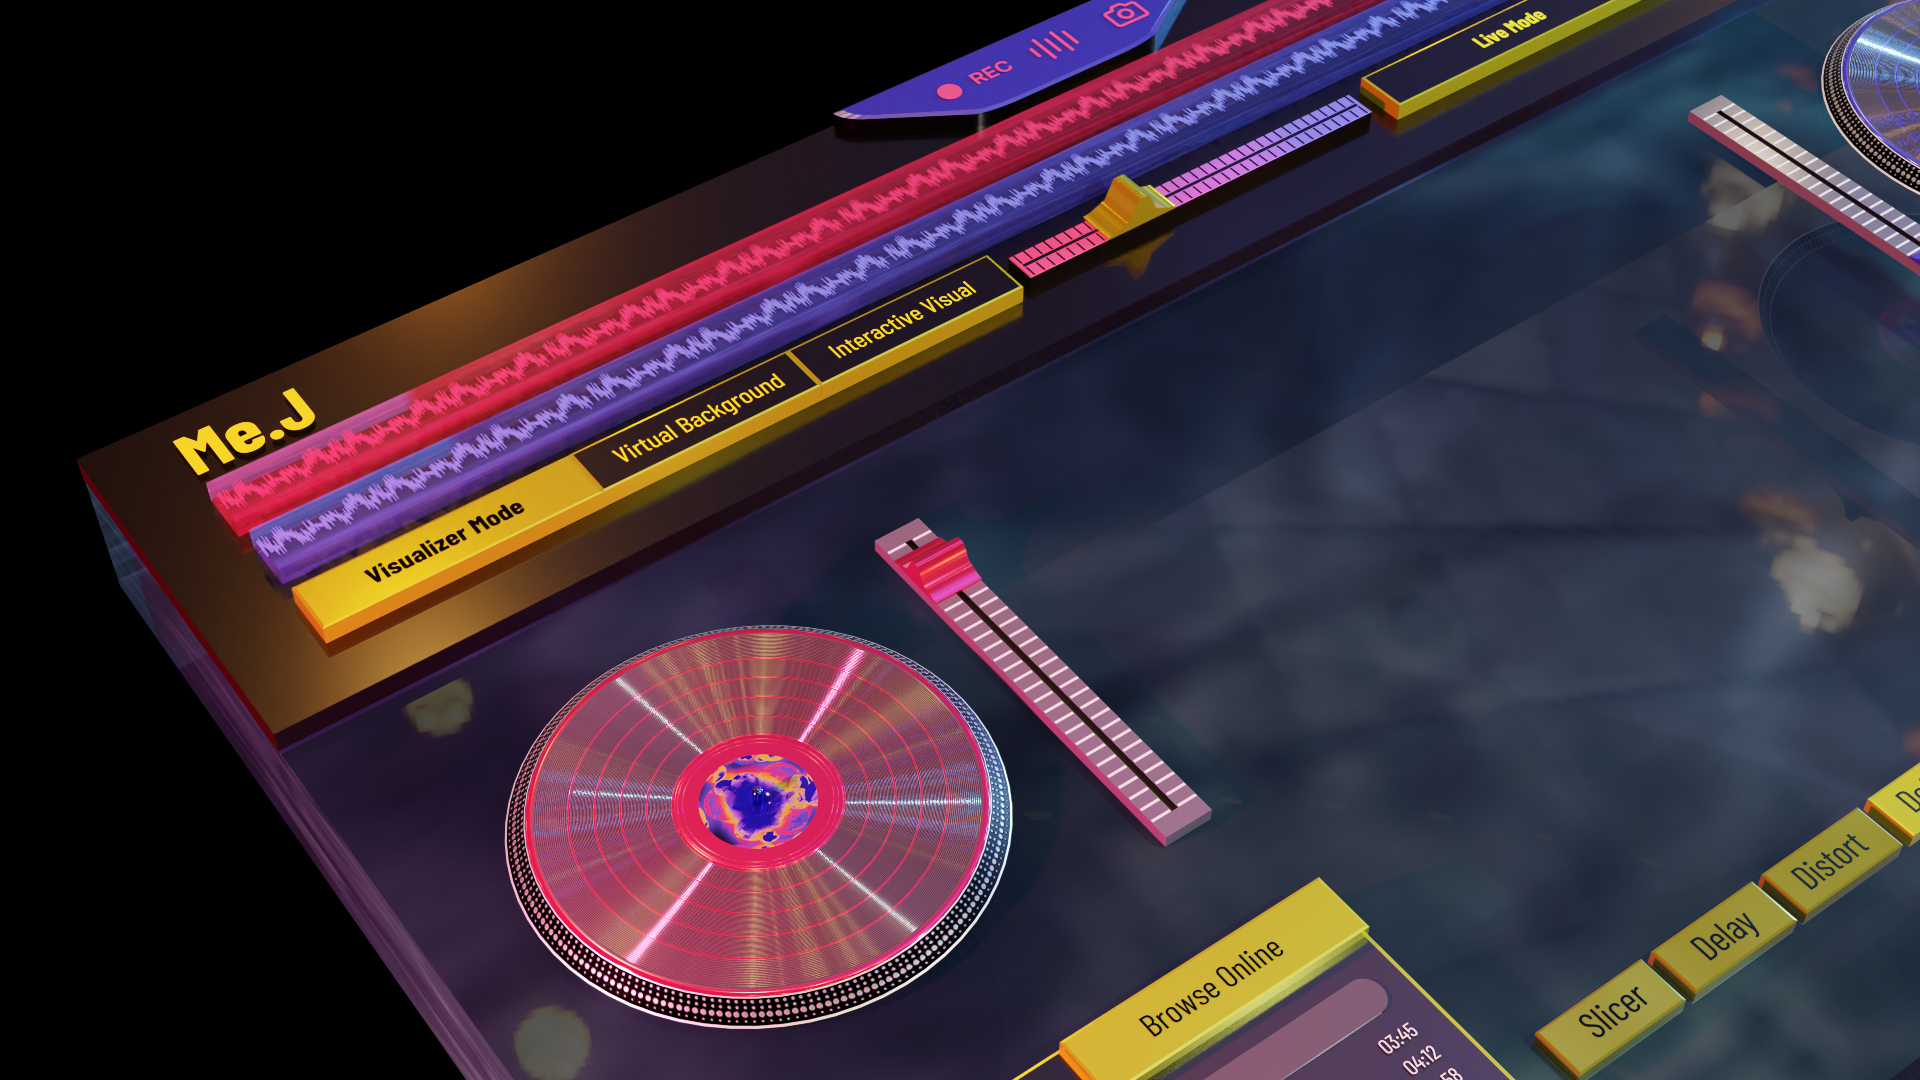 REC
Live Mode
Me.J
Interactive Visual
Virtual Background
Visualizer Mode
Browse Online
03:45
04:12
58
Distort
Delay
Slicer